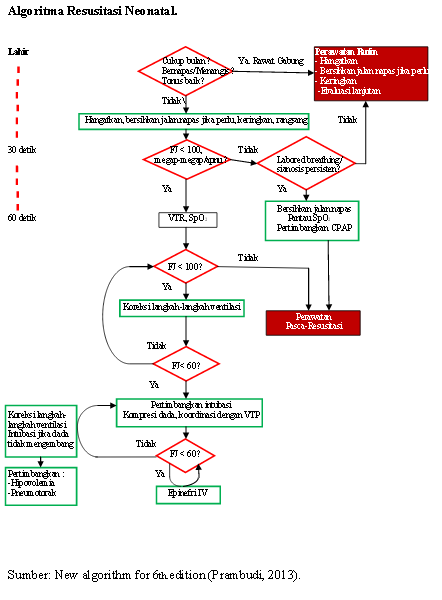 Algoritma Resusitasi Neonatal.
Lahir
Cukup bulan?
Bernapas/Menangis?
Tonus baik?
Ya. Rawat Gabung
Perawatan Rutin
- Hangatkan
- Bersihkan jalan napas jika perlu
- Keringkan
- Evaluasi lanjutan
Tidak
Hangatkan, bersihkan jalan napas jika perlu, keringkan, rangsang
30 detik
FJ < 100,
megap-megap/apnu?
Tidak
Labored breathing/
sianosis persisten?
Tidak
Ya
Ya
60 detik
VTR, SpO₂
Bersihkan jalan napas
Pantau SpO₂
Pertimbangkan CPAP
FJ < 100?
Tidak
Ya
Koreksi langkah-langkah ventilasi
Perawatan
Pasca-Resusitasi
Tidak
FJ < 60?
Ya
Pertimbangkan intubasi
Kompresi dada, koordinasi dengan VTP
Koreksi langkah-
langkah ventilasi
Intubasi jika dada
tidak mengembang
Tidak
FJ < 60?
Ya
Pertimbangkan :
-Hipovolemia
-Pneumotorak
Epinefri IV
Sumber: New algorithm for 6th edition (Prambudi, 2013).